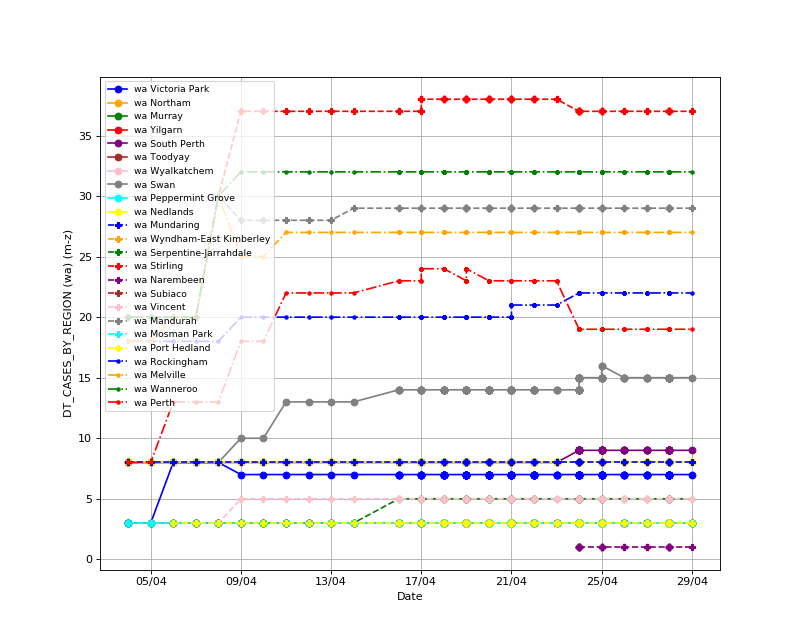 DT_CASES_BY_REGION (wa) (m-z)
35
30
25
20
15
10
5
0
wa Victoria Park
wa Northam
wa Murray
wa Yilgarn
wa South Perth
wa Toodyay
wa Wyalkatchem
wa Swan
wa Peppermint Grove
wa Nedlands
wa Mundaring
wa Wyndham-East Kimberley
wa Serpentine-Jarrahdale
wa Stirling
wa Narembeen
wa Subiaco
wa Vincent
wa Mandurah
wa Mosman Park
wa Port Hedland
wa Rockingham
wa Melville
wa Wanneroo
wa Perth
05/04 09/04 13/04 17/04 21/04 25/04 29/04
Date